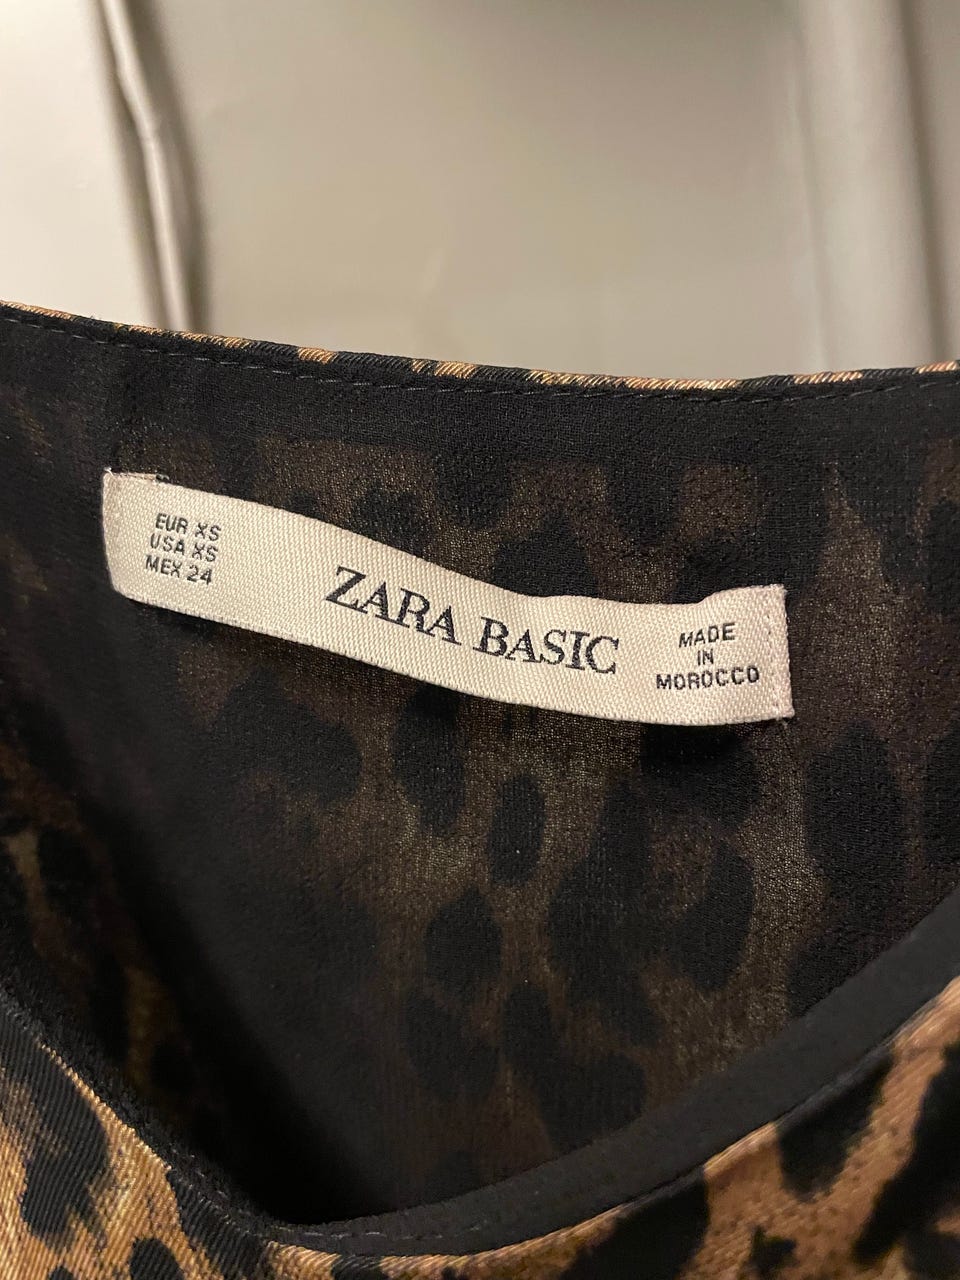 EUR XS
USA XS
MEX 24
ZARA BASIC
MADE
IN
MOROCCO